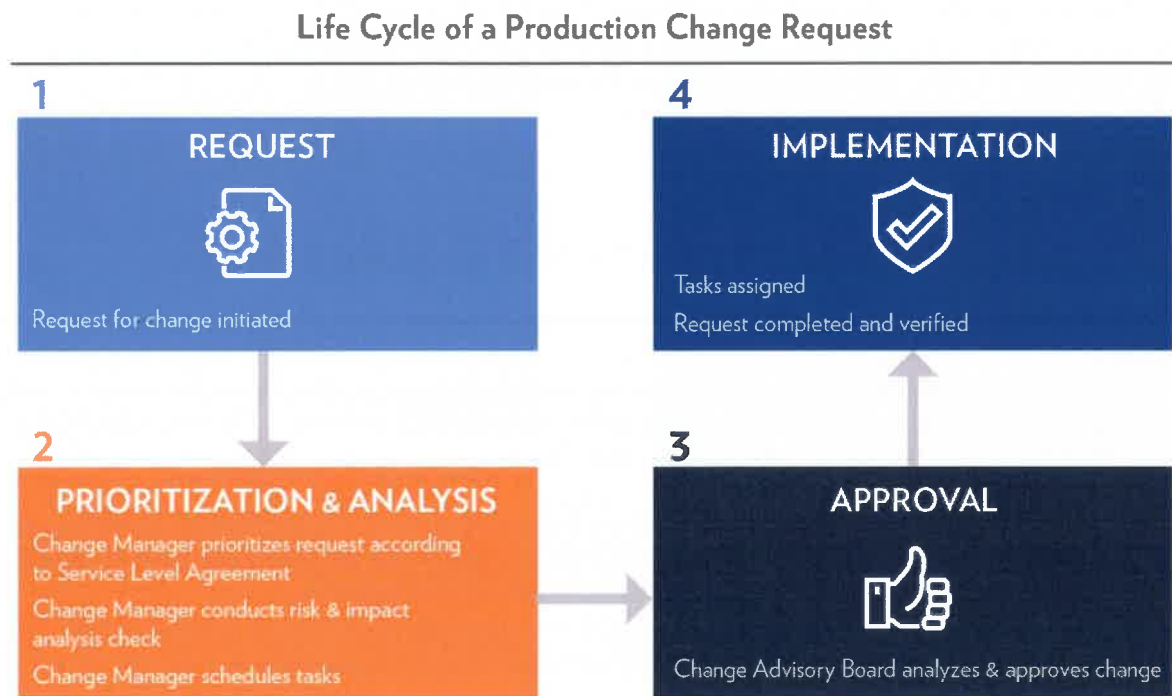 Life Cycle of a Production Change Request
1
REQUEST
Request for change initiated
2
PRIORITIZATION & ANALYSIS
Change Manager prioritizes request according
to Service Level Agreement
Change Manager conducts risk & impact
analysis check
Change Manager schedules tasks
3
APPROVAL
Change Advisory Board analyzes & approves change
4
IMPLEMENTATION
Tasks assigned
Request completed and verified